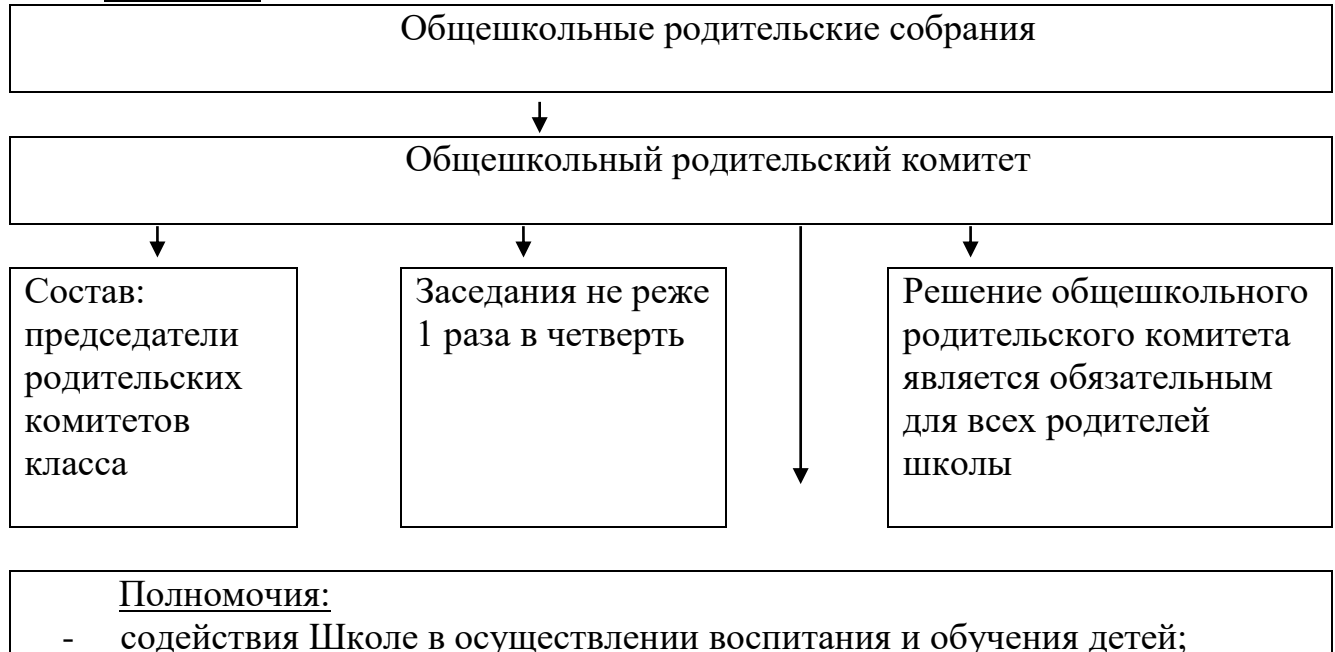 Общешкольные родительские собрания
Общешкольный родительский комитет
Состав:
председатели
родительских
комитетов
класса
Заседания не реже
1 раза в четверть
Решение общешкольного
родительского комитета
является обязательным
для всех родителей
школы
Полномочия:
- содействия Школе в осуществлении воспитания и обучения детей;